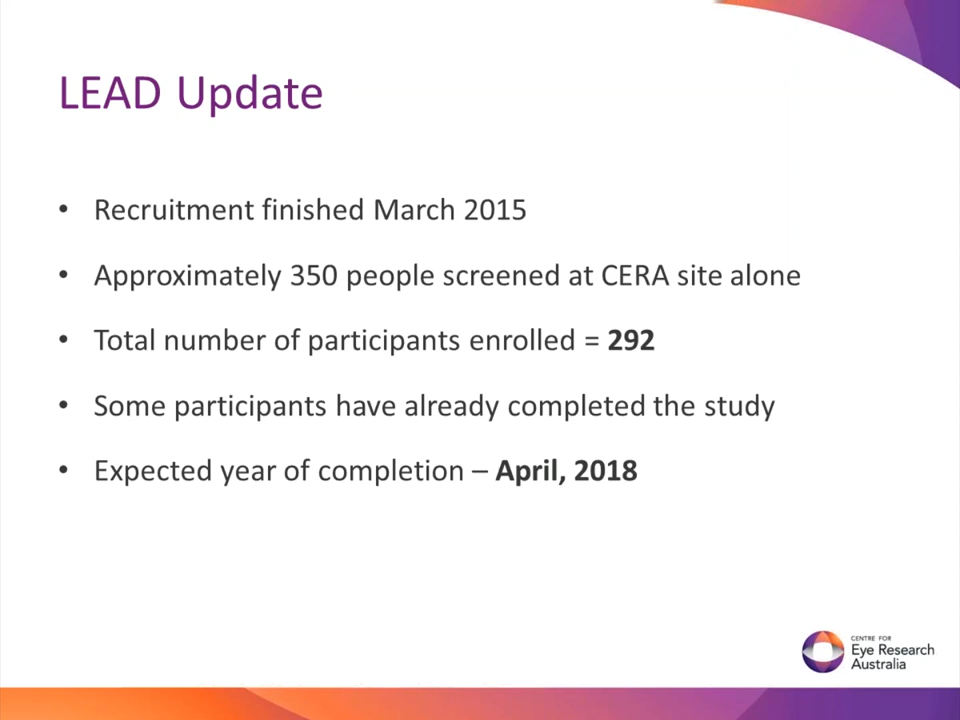 LEAD Update
• Recruitment finished March 2015
• Approximately 350 people screened at CERA site alone
• Total number of participants enrolled = 292
• Some participants have already completed the study
• Expected year of completion – April, 2018
CENTRE FOR
Eye Research
Australia